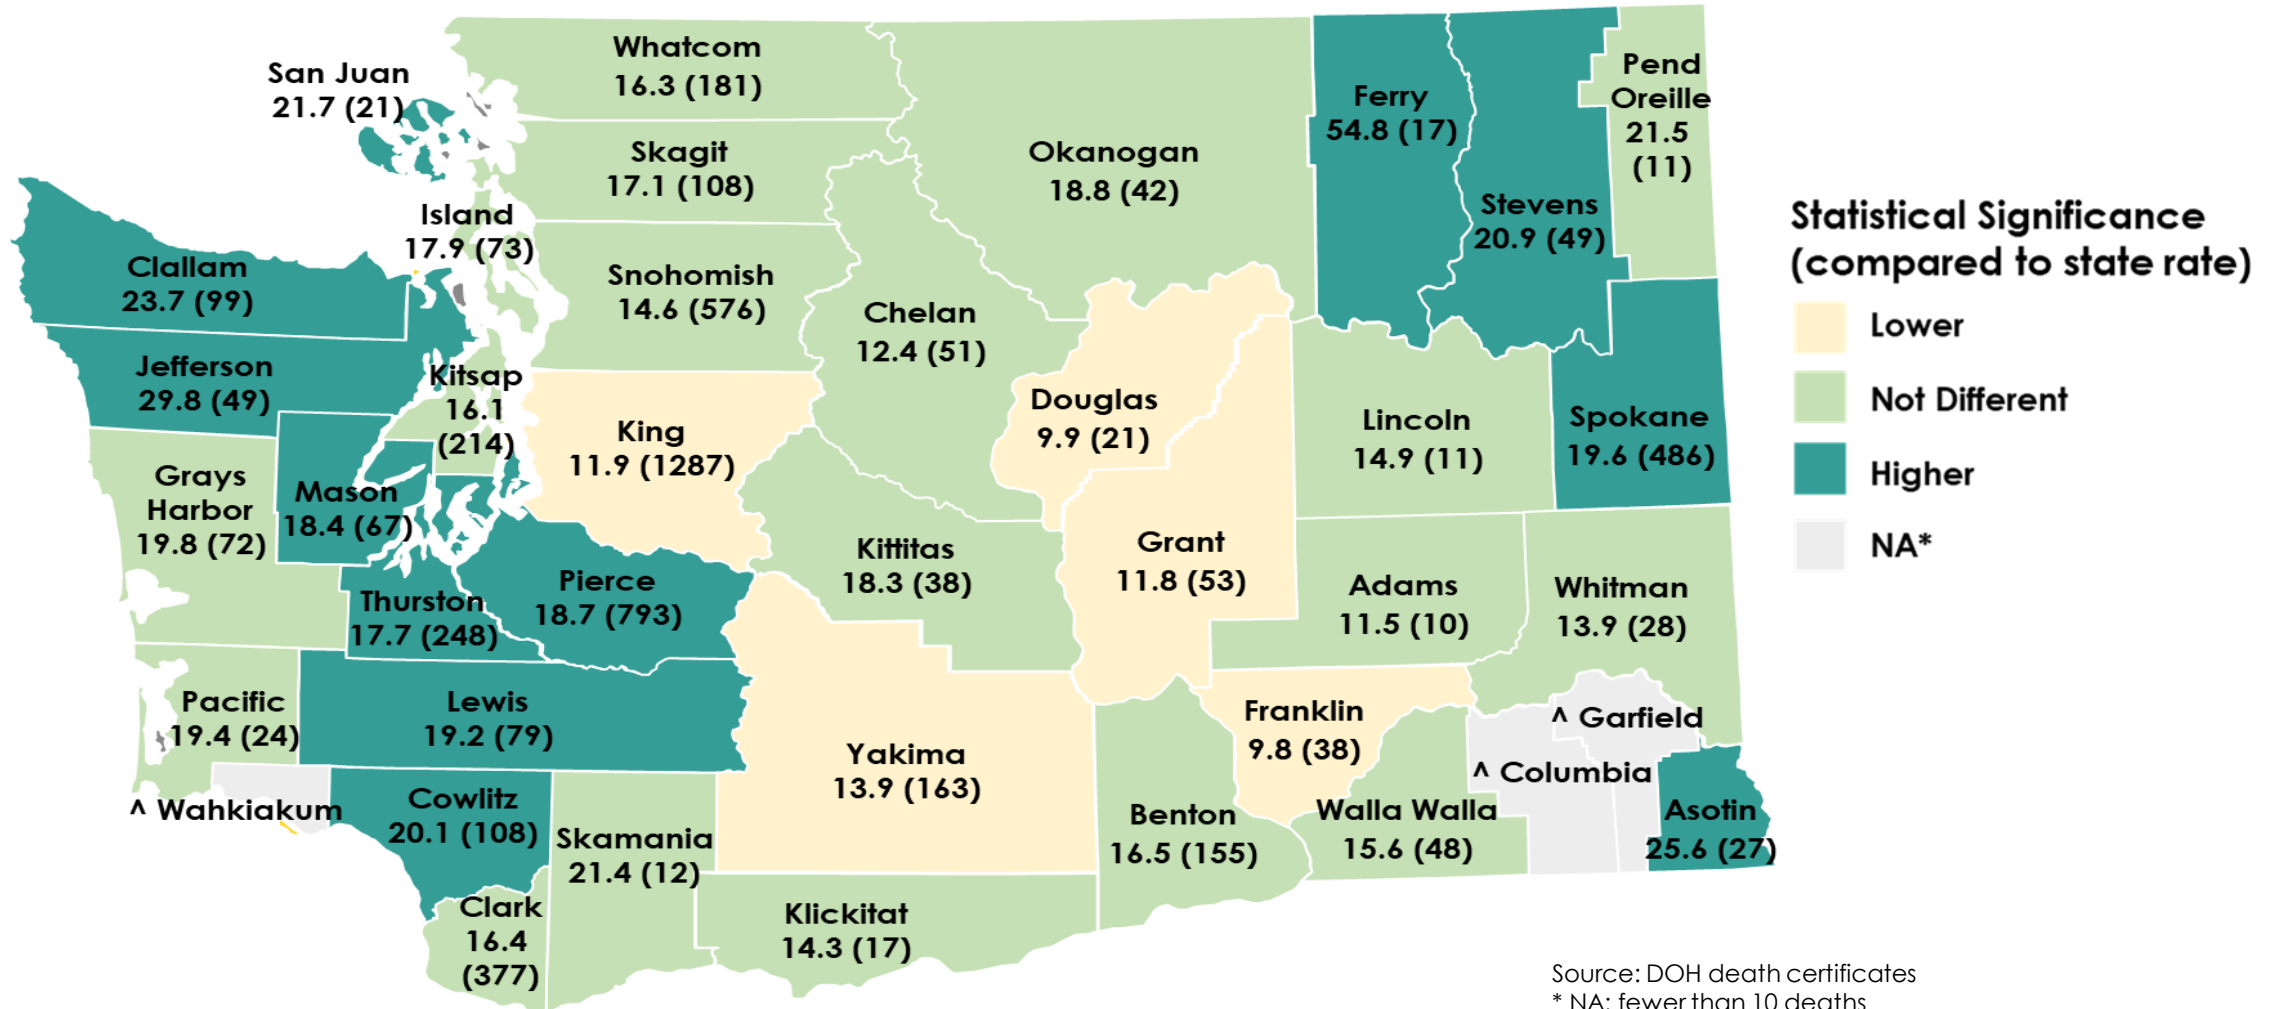 Whatcom
16.3 (181)
San Juan
21.7 (21)
Skagit
17.1 (108)
Island
17.9 (73)
Okanogan
18.8 (42)
Ferry
54.8 (17)
Stevens
20.9 (49)
Pend
Oreille
21.5
(11)
Clallam
23.7 (99)
Snohomish
14.6 (576)
Chelan
12.4 (51)
Jefferson
29.8 (49)
Kitsap
16.1
(214)
King
11.9 (1287)
Douglas
9.9 (21)
Lincoln
14.9 (11)
Spokane
19.6 (486)
Grays
Harbor
19.8 (72)
Mason
18.4 (67)
Kittitas
18.3 (38)
Grant
11.8 (53)
Adams
11.5 (10)
Whitman
13.9 (28)
Thurston
17.7 (248)
Pierce
18.7 (793)
Pacific
19.4 (24)
Lewis
19.2 (79)
Yakima
13.9 (163)
Franklin
9.8 (38)
^ Garfield
^ Columbia
^ Wahkiakum
Cowlitz
20.1 (108)
Skamania
21.4 (12)
Benton
16.5 (155)
Walla Walla
15.6 (48)
Asotin
25.6 (27)
Clark
16.4
(377)
Klickitat
14.3 (17)
Statistical Significance
(compared to state rate)
Lower
Not Different
Higher
NA*
Source: DOH death certificates
* NA: fewer than 10 deaths